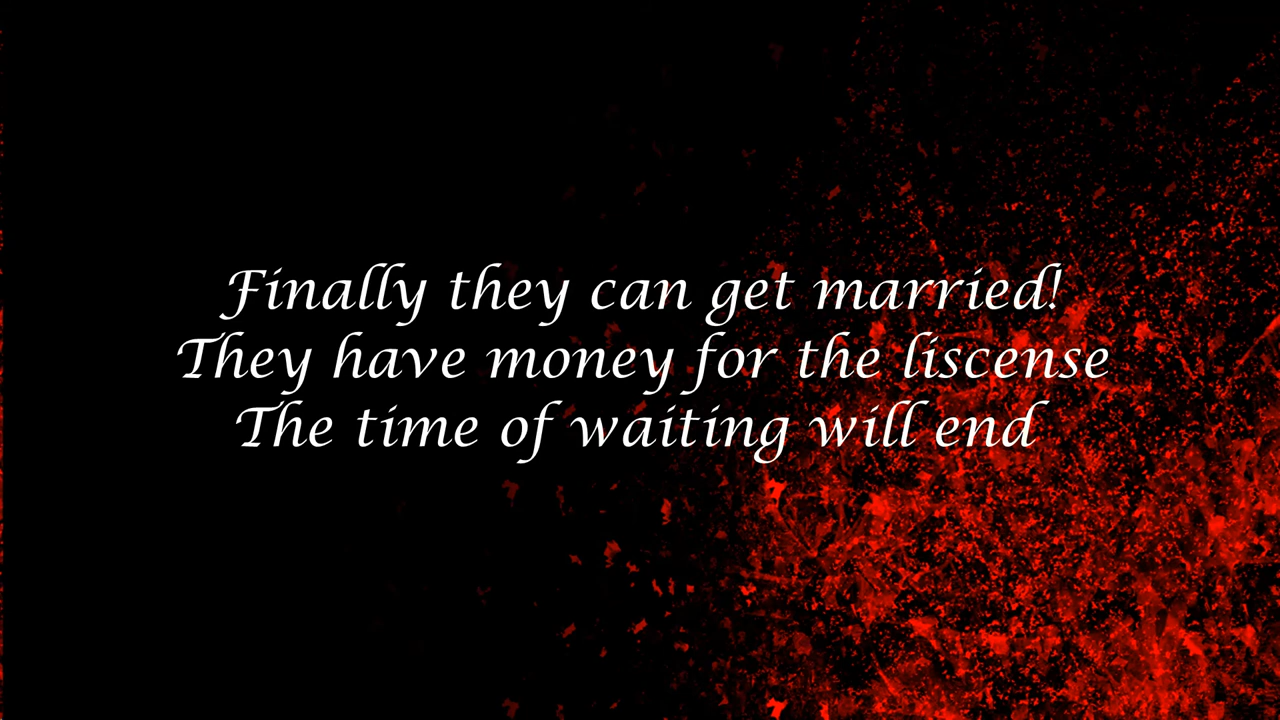 Finally they can get married!
They have money for the liscense
The time of waiting will end